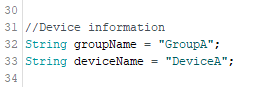 30
31 //Device information
32 String groupName = "GroupA";
33 String deviceName = "DeviceA";
34